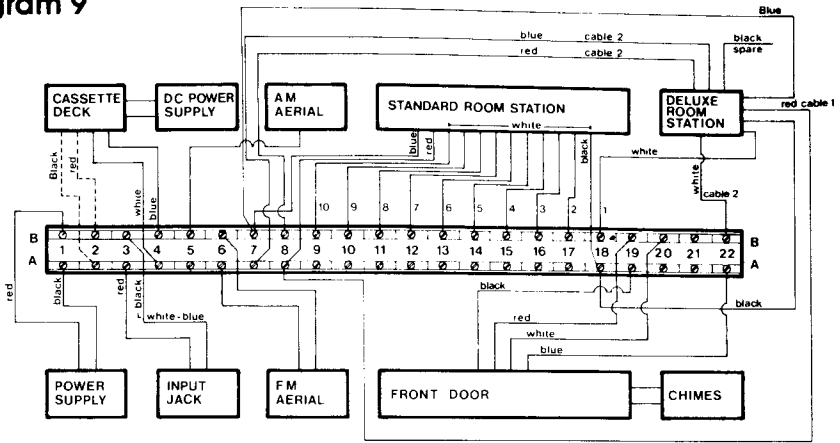 gram 9
Blue
blue cable 2
red cable 2
black
spare
CASSETTE
DECK
DC POWER
SUPPLY
AM
AERIAL
STANDARD ROOM STATION
DELUXE
ROOM
STATION
red cable 1
white
blue
red
black
Black
red
white
blue
white
white
cable 2
10 9 8 7 6 5 4 3 2 1
B 1 2 3 4 5 6 7 8 9 10 11 12 13 14 15 16 17 18 19 20 21 22 B
A A
red
black
red
black
white-blue
black
red
white
blue
black
POWER
SUPPLY
INPUT
JACK
FM
AERIAL
FRONT DOOR
CHIMES